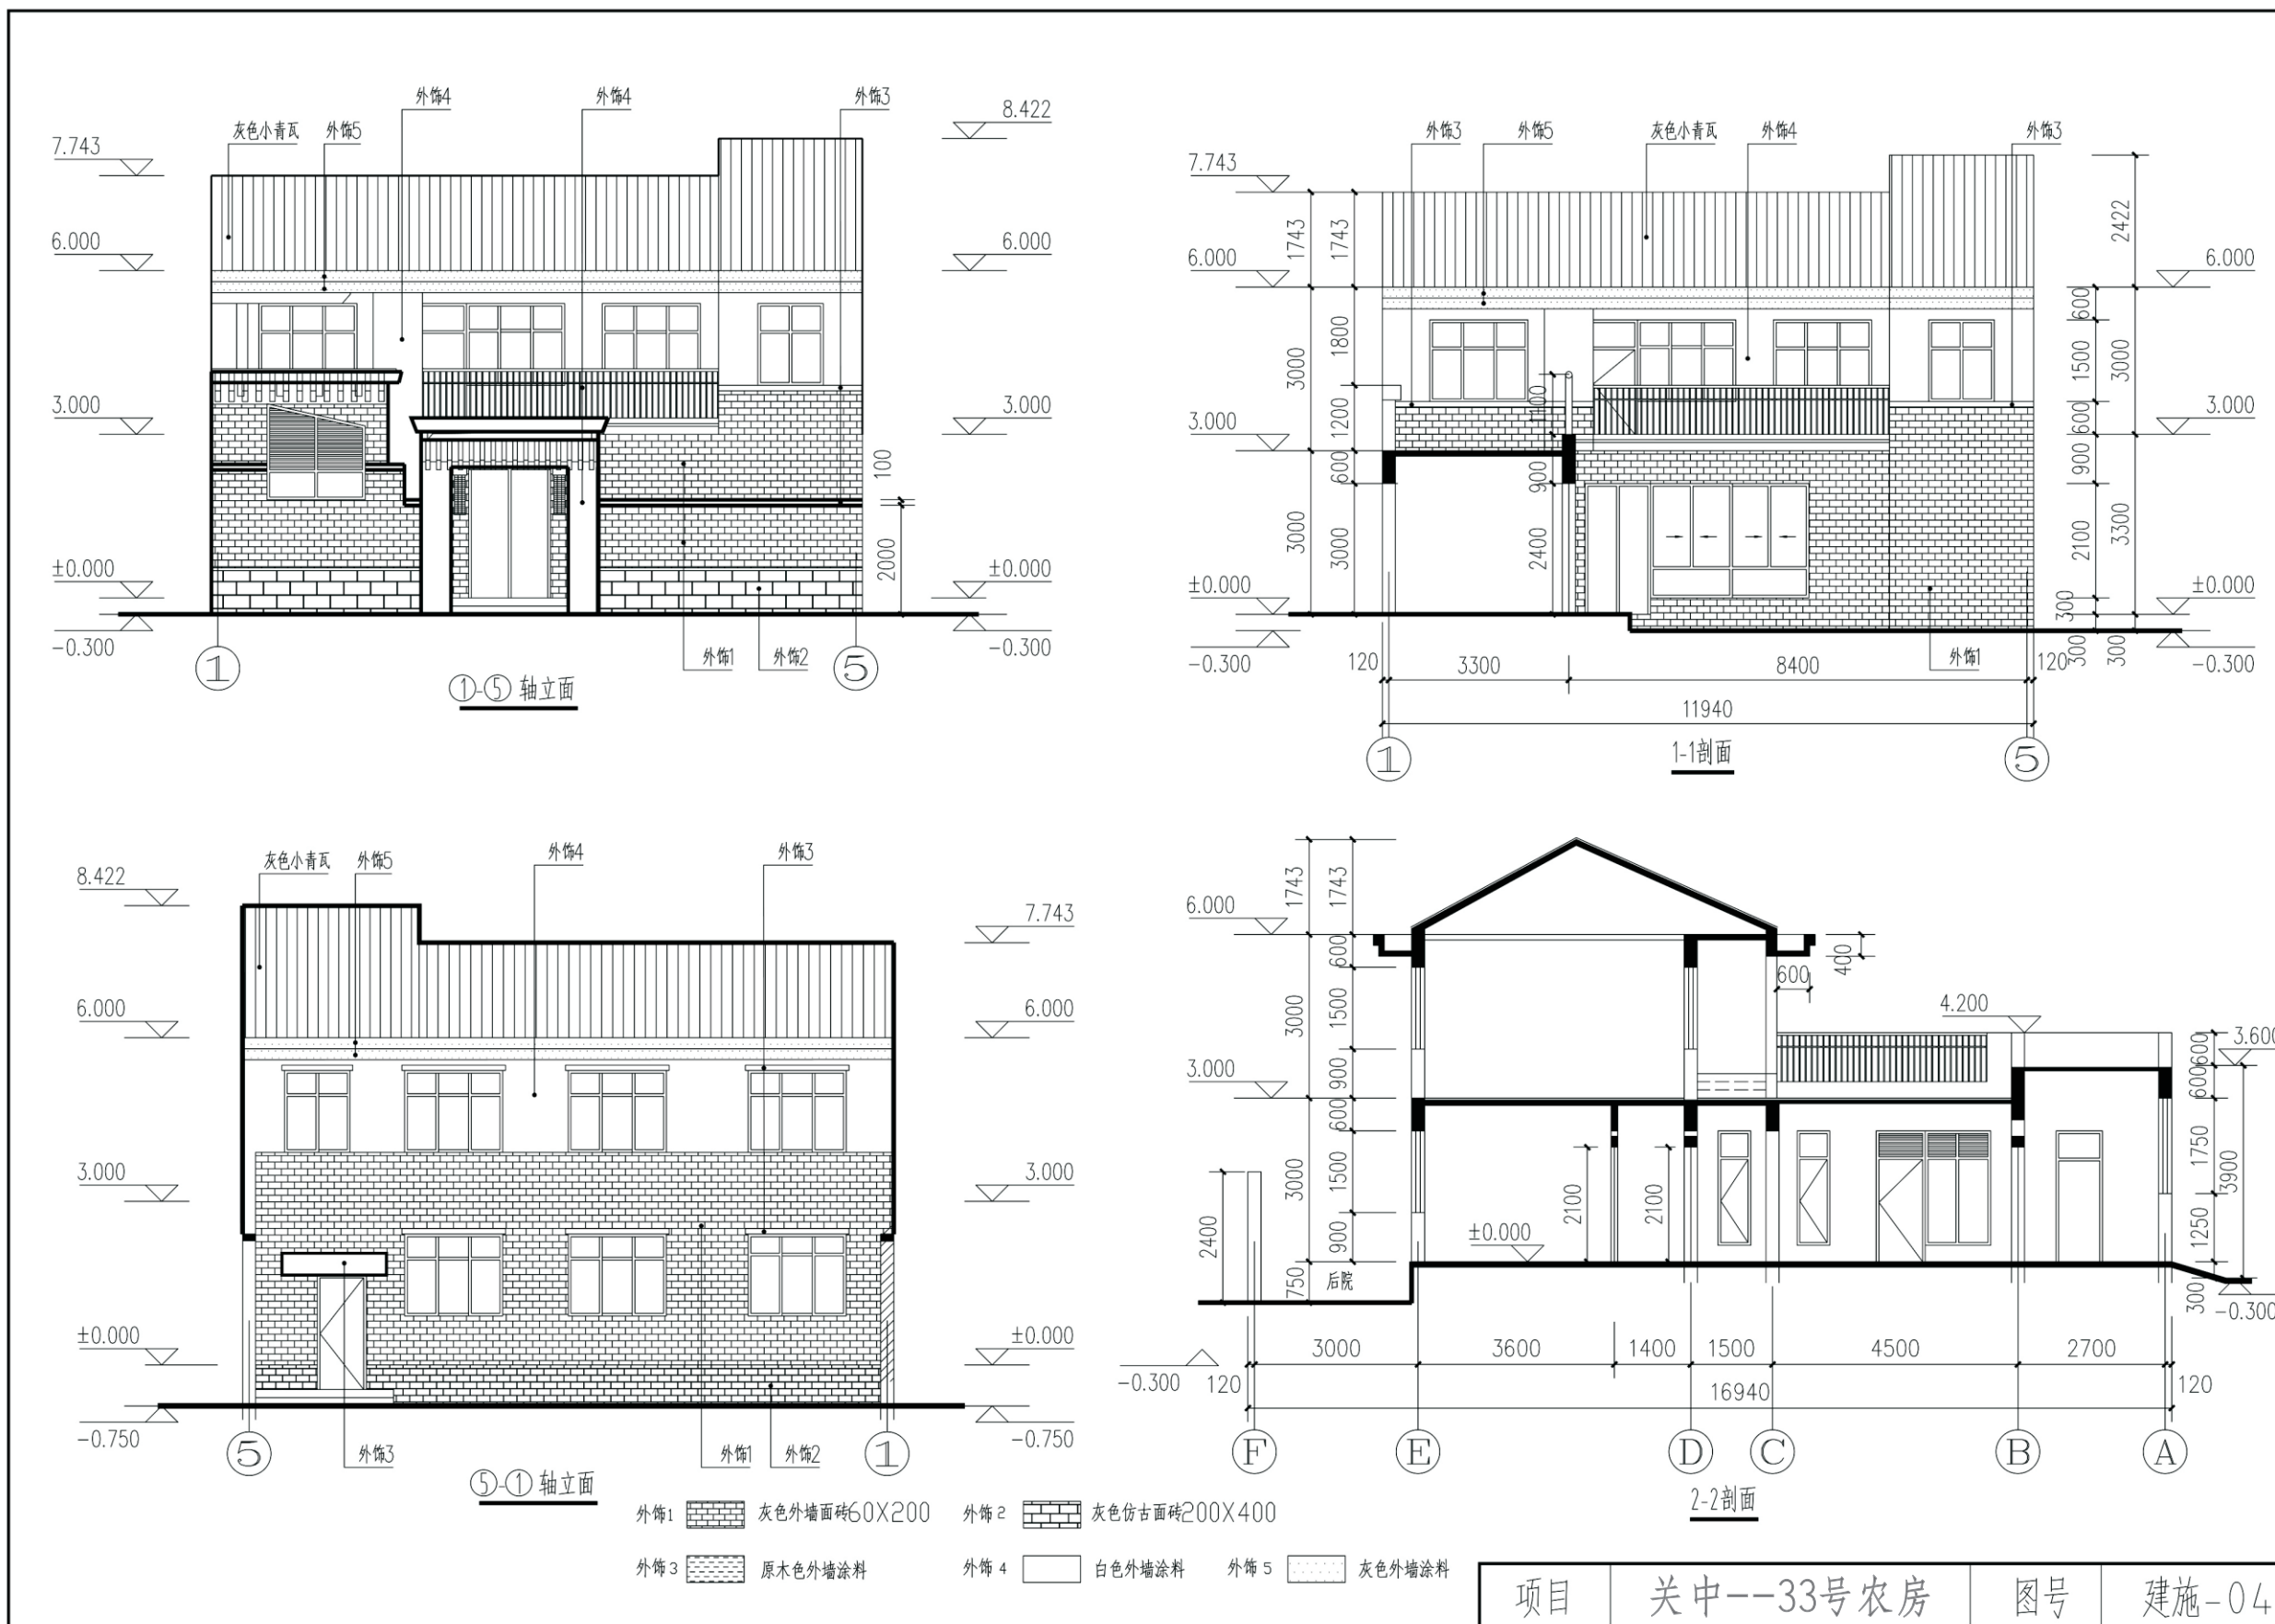 外饰4
外饰4
外饰3
8.422
灰色小青瓦
外饰5
7.743
6.000
6.000
3.000
3.000
100
2000
±0.000
±0.000
-0.300
-0.300
1
5
外饰1
外饰2
①-⑤ 轴立面
外饰3
外饰5
灰色小青瓦
外饰4
外饰3
7.743
1743
1743
2422
6.000
6.000
600
3000
1800
1500
3000
1200
1100
3.000
3.000
600
600
900
900
3000
3000
2400
2100
3300
±0.000
±0.000
300
300
300
-0.300
-0.300
120
3300
8400
120
外饰1
11940
1
5
1-1剖面
灰色小青瓦
外饰5
外饰4
外饰3
8.422
7.743
6.000
6.000
3.000
3.000
±0.000
±0.000
-0.750
-0.750
5
1
外饰3
外饰1
外饰2
⑤-① 轴立面
1743
1743
6.000
600
400
600
3000
1500
4.200
3.600
3.000
900
600
600
600
3000
1500
1750
3900
2100
2100
2400
±0.000
900
1250
750
后院
300
-0.300
3000
3600
1400
1500
4500
2700
-0.300
120
16940
120
F
E
D
C
B
A
2-2剖面
外饰1
灰色外墙面砖60X200
外饰2
灰色仿古面砖200X400
外饰3
原木色外墙涂料
外饰4
白色外墙涂料
外饰5
灰色外墙涂料
项目
关中--33号农房
图号
建施-04